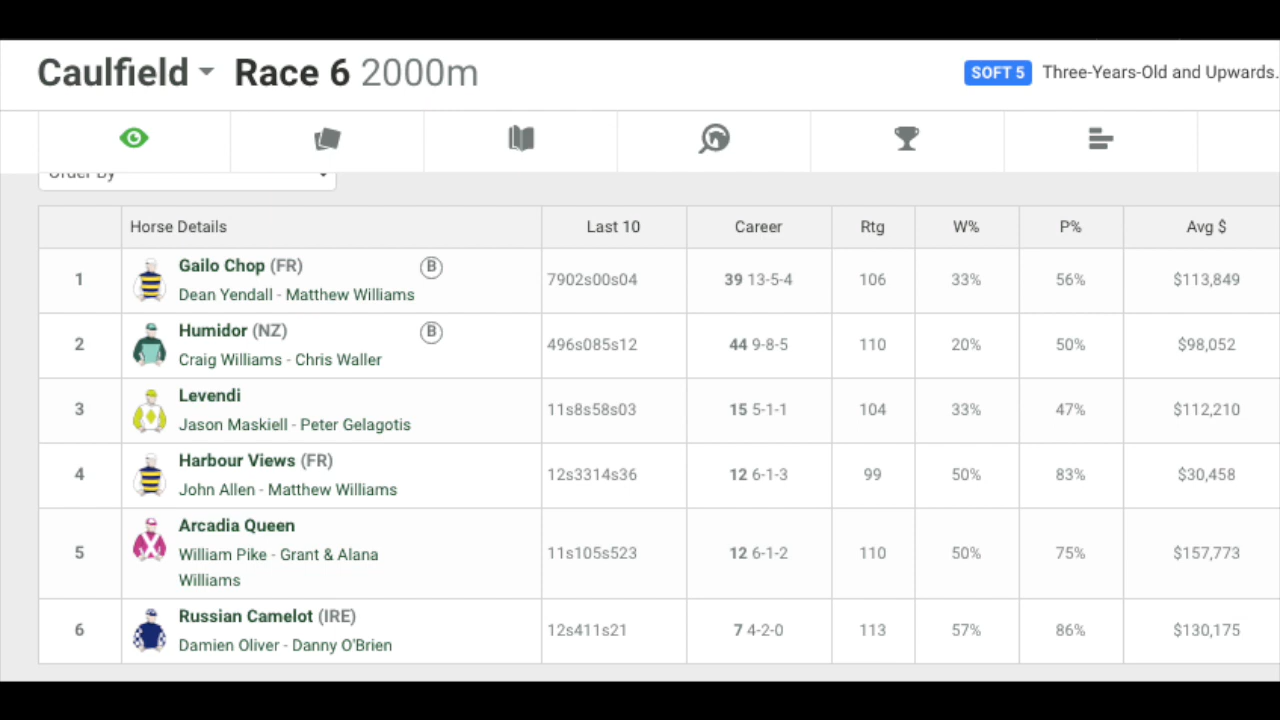 Caulfield Race 6 2000m SOFT 5 Three-Years-Old and Upwards.
Order By
Horse Details Last 10 Career Rtg W% P% Avg $
1 Gailo Chop (FR) B 7902s00s04 39 13-5-4 106 33% 56% $113,849
Dean Yendall - Matthew Williams
2 Humidor (NZ) B 496s085s12 44 9-8-5 110 20% 50% $98,052
Craig Williams - Chris Waller
3 Levendi 11s8s58s03 15 5-1-1 104 33% 47% $112,210
Jason Maskiell - Peter Gelagotis
4 Harbour Views (FR) 12s3314s36 12 6-1-3 99 50% 83% $30,458
John Allen - Matthew Williams
5 Arcadia Queen 11s105s523 12 6-1-2 110 50% 75% $157,773
William Pike - Grant & Alana
Williams
6 Russian Camelot (IRE) 12s411s21 7 4-2-0 113 57% 86% $130,175
Damien Oliver - Danny O'Brien